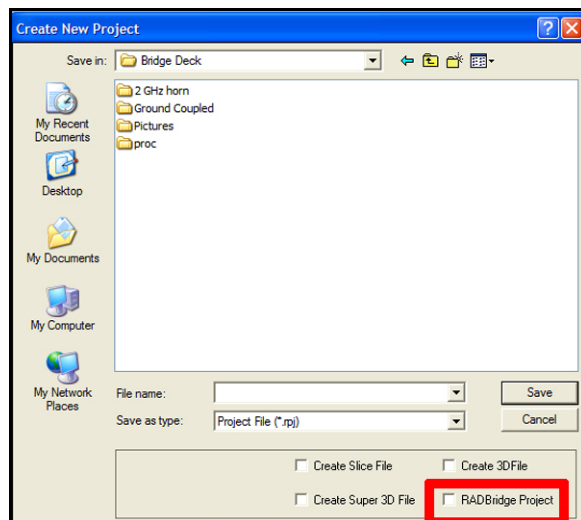 Create New Project
Save in:
Bridge Deck
2 GHz horn
Ground Coupled
Pictures
proc
My Recent
Documents
Desktop
My Documents
My Computer
My Network
Places
File name:
Save
Save as type:
Project File (*.rpj)
Cancel
Create Slice File
Create 3DFile
Create Super 3D File
RADBridge Project